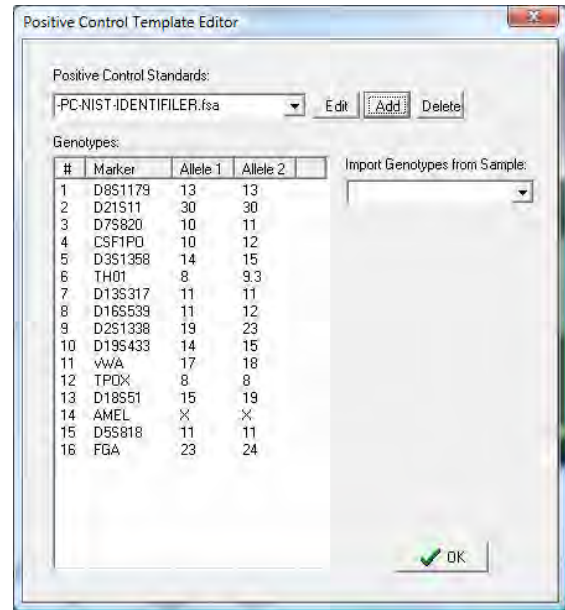 Positive Control Template Editor
Positive Control Standards:
-PC-NIST-IDENTIFILER.fsa Edit Add Delete
Genotypes:
Import Genotypes from Sample:
# Marker Allele 1 Allele 2
1 D8S1179 13 13
2 D21S11 30 30
3 D7S820 10 11
4 CSF1PO 10 12
5 D3S1358 14 15
6 TH01 8 9.3
7 D13S317 11 11
8 D16S539 11 12
9 D2S1338 19 23
10 D19S433 14 15
11 vWA 17 18
12 TPOX 8 8
13 D18S51 15 19
14 AMEL X X
15 D5S818 11 11
16 FGA 23 24
OK